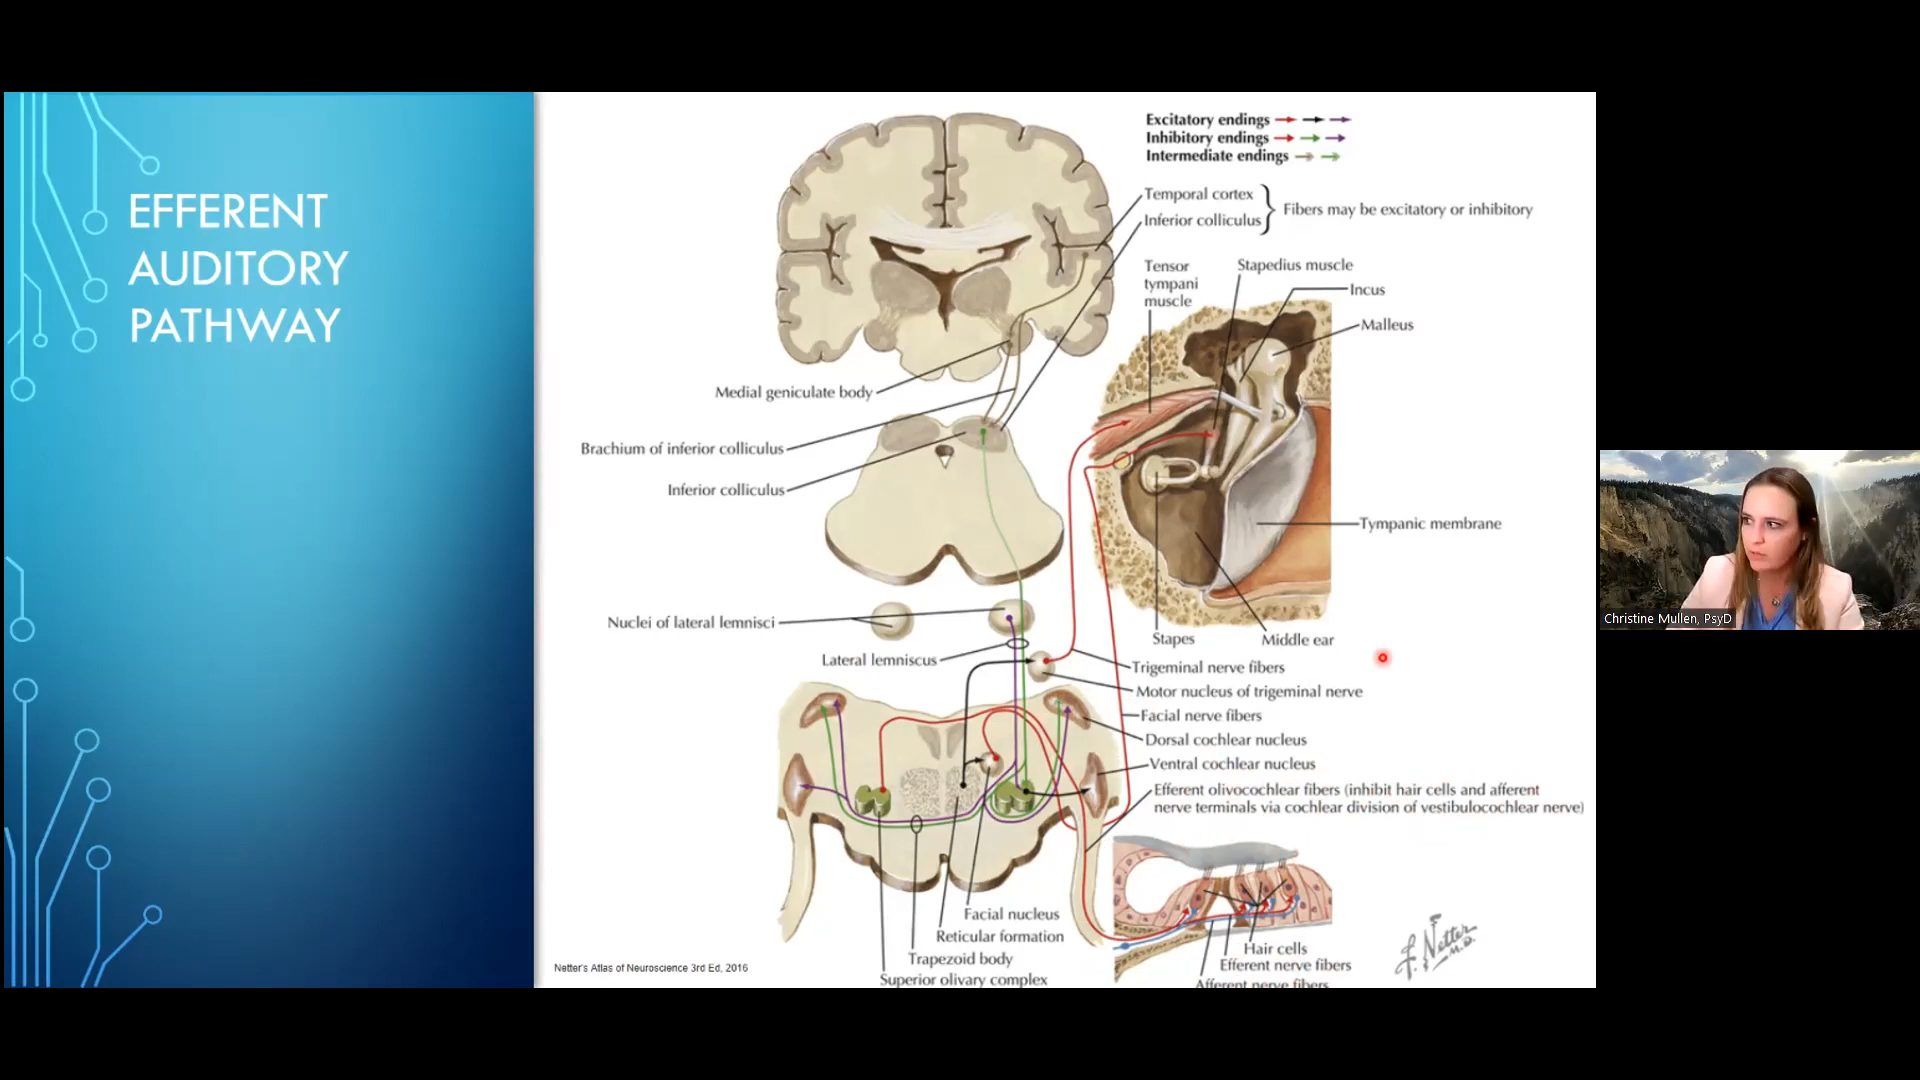 EFFERENT
AUDITORY
PATHWAY
Excitatory endings
Inhibitory endings
Intermediate endings
Temporal cortex
Inferior colliculus
Fibers may be excitatory or inhibitory
Tensor
tympani
muscle
Stapedius muscle
Incus
Malleus
Medial geniculate body
Brachium of inferior colliculus
Inferior colliculus
Tympanic membrane
Nuclei of lateral lemnisci
Stapes
Middle ear
Lateral lemniscus
Trigeminal nerve fibers
Motor nucleus of trigeminal nerve
Facial nerve fibers
Dorsal cochlear nucleus
Ventral cochlear nucleus
Efferent olivocochlear fibers (inhibit hair cells and afferent
nerve terminals via cochlear division of vestibulocochlear nerve)
Facial nucleus
Reticular formation
Trapezoid body
Superior olivary complex
Hair cells
Efferent nerve fibers
Afferent nerve fibers
F. Netter
M.D.
Netter's Atlas of Neuroscience 3rd Ed, 2016
Christine Mullen, PsyD